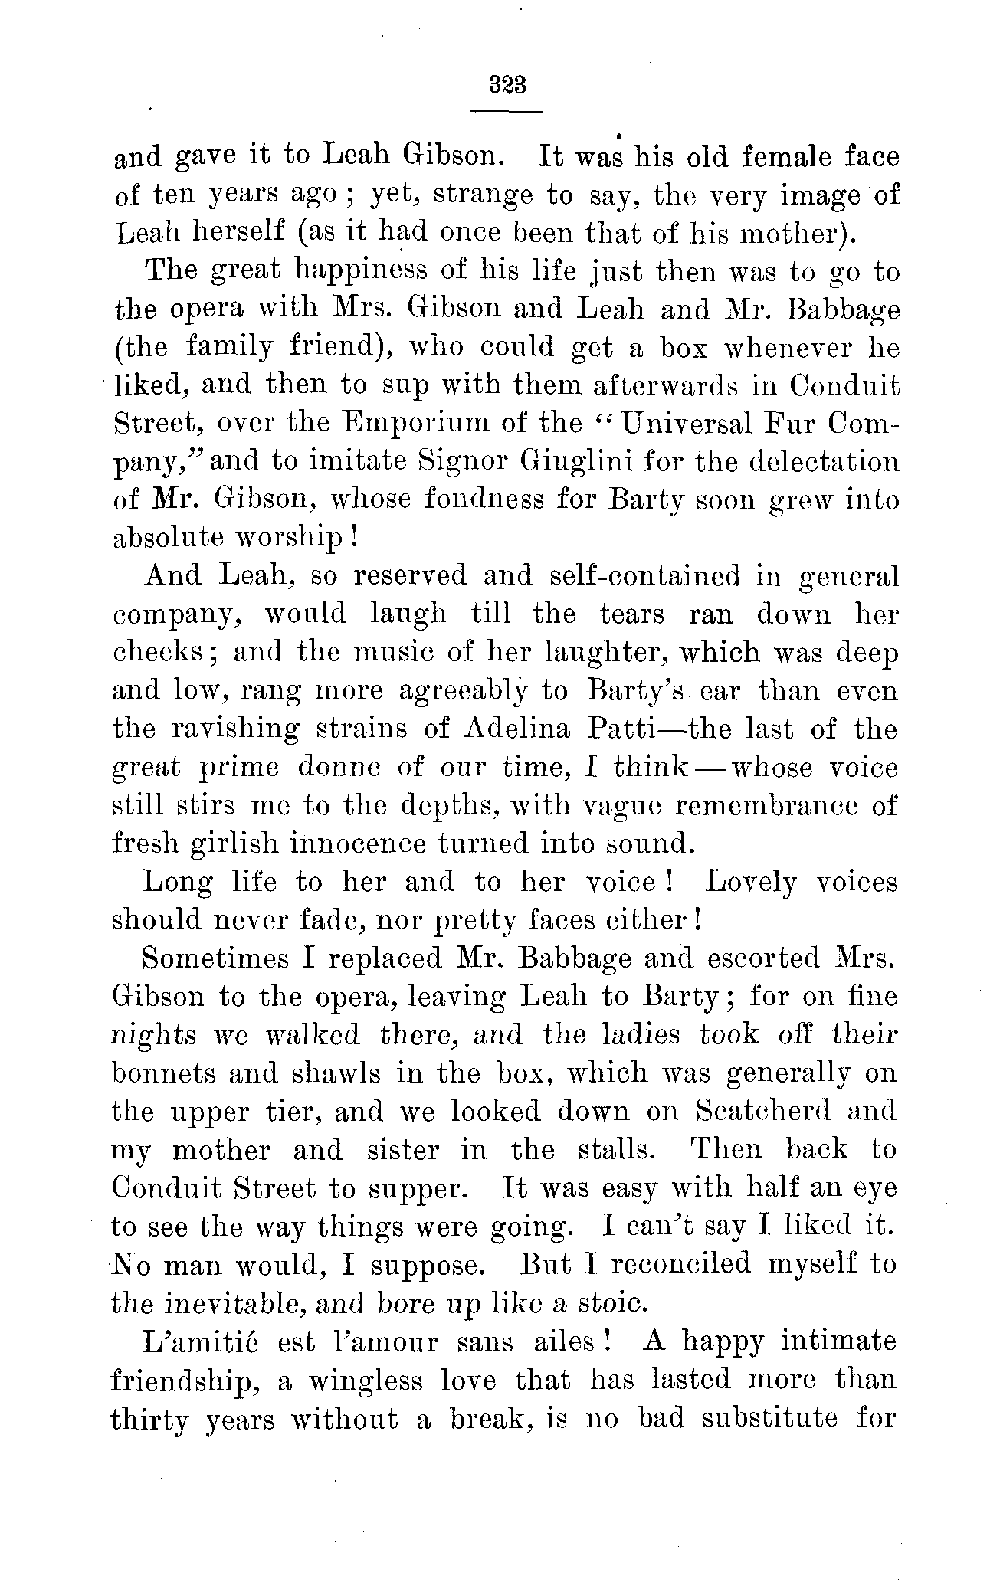 323
and gave it to Leah Gibson. It was his old female face
of ten years ago ; yet, strange to say, the very image of
Leah herself (as it had once been that of his mother).
The great happiness of his life just then was to go to
the opera with Mrs. Gibson and Leah and Mr. Babbage
(the family friend), who could get a box whenever he
liked, and then to sup with them afterwards in Conduit
Street, over the Emporium of the “ Universal Fur Com-
pany,” and to imitate Signor Giuglini for the delectation
of Mr. Gibson, whose fondness for Barty soon grew into
absolute worship !
And Leah, so reserved and self-contained in general
company, would laugh till the tears ran down her
cheeks ; and the music of her laughter, which was deep
and low, rang more agreeably to Barty’s ear than even
the ravishing strains of Adelina Patti—the last of the
great prime donne of our time, I think—whose voice
still stirs me to the depths, with vague remembrance of
fresh girlish innocence turned into sound.
Long life to her and to her voice ! Lovely voices
should never fade, nor pretty faces either !
Sometimes I replaced Mr. Babbage and escorted Mrs.
Gibson to the opera, leaving Leah to Barty ; for on fine
nights we walked there, and the ladies took off their
bonnets and shawls in the box, which was generally on
the upper tier, and we looked down on Scatcherd and
my mother and sister in the stalls. Then back to
Conduit Street to supper. It was easy with half an eye
to see the way things were going. I can’t say I liked it.
No man would, I suppose. But I reconciled myself to
the inevitable, and bore up like a stoic.
L’amitié est l’amour sans ailes ! A happy intimate
friendship, a wingless love that has lasted more than
thirty years without a break, is no bad substitute for